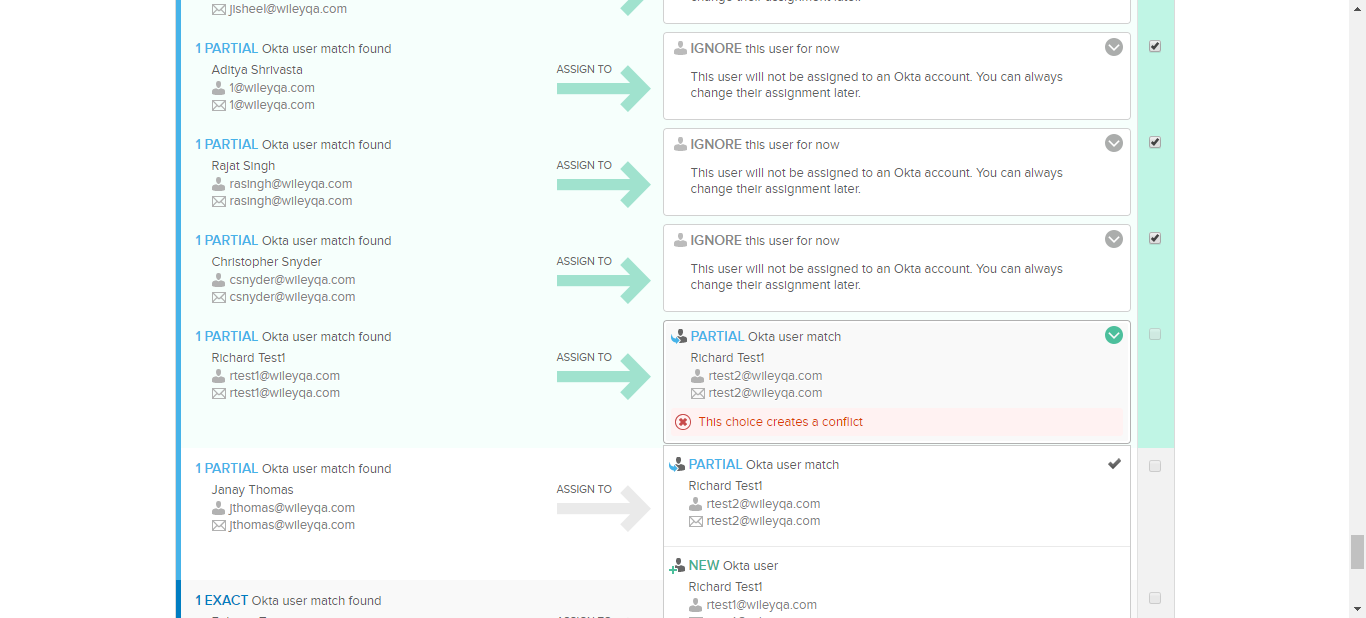 jisheel@wileyqa.com
change their assignment later.
1 PARTIAL Okta user match found
Aditya Shrivasta
1@wileyqa.com
1@wileyqa.com
ASSIGN TO
IGNORE this user for now
This user will not be assigned to an Okta account. You can always
change their assignment later.
1 PARTIAL Okta user match found
Rajat Singh
rasingh@wileyqa.com
rasingh@wileyqa.com
ASSIGN TO
IGNORE this user for now
This user will not be assigned to an Okta account. You can always
change their assignment later.
1 PARTIAL Okta user match found
Christopher Snyder
csnyder@wileyqa.com
csnyder@wileyqa.com
ASSIGN TO
IGNORE this user for now
This user will not be assigned to an Okta account. You can always
change their assignment later.
1 PARTIAL Okta user match found
Richard Test1
rtest1@wileyqa.com
rtest1@wileyqa.com
ASSIGN TO
PARTIAL Okta user match
Richard Test1
rtest2@wileyqa.com
rtest2@wileyqa.com
This choice creates a conflict
1 PARTIAL Okta user match found
Janay Thomas
jthomas@wileyqa.com
jthomas@wileyqa.com
ASSIGN TO
PARTIAL Okta user match
Richard Test1
rtest2@wileyqa.com
rtest2@wileyqa.com
NEW Okta user
Richard Test1
rtest1@wileyqa.com
1 EXACT Okta user match found